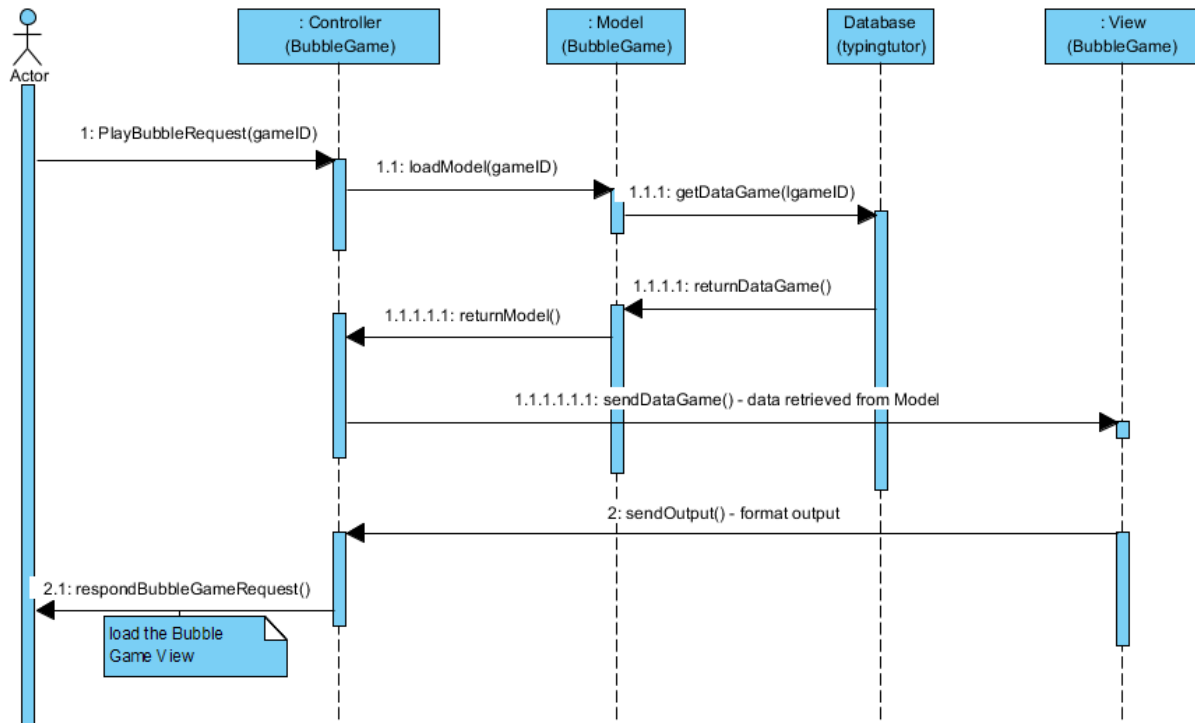 Actor
: Controller
(BubbleGame)
: Model
(BubbleGame)
Database
(typingtutor)
: View
(BubbleGame)
1: PlayBubbleRequest(gameID)
1.1: loadModel(gameID)
1.1.1: getDataGame(IgameID)
1.1.1.1: returnDataGame()
1.1.1.1.1: returnModel()
1.1.1.1.1.1: sendDataGame() - data retrieved from Model
2: sendOutput() - format output
2.1: respondBubbleGameRequest()
load the Bubble
Game View